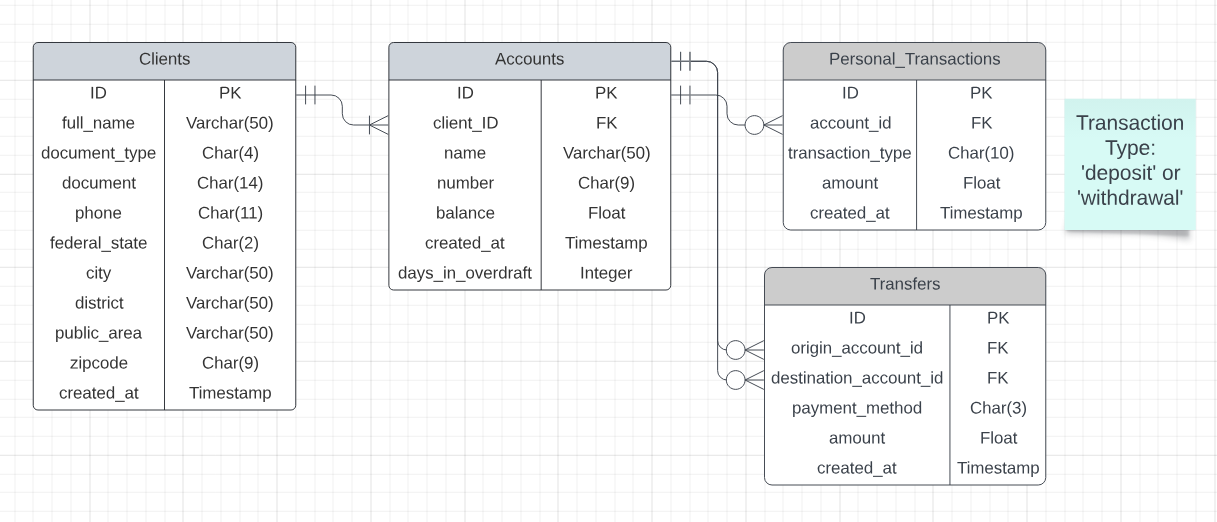 Clients
ID PK
full_name Varchar(50)
document_type Char(4)
document Char(14)
phone Char(11)
federal_state Char(2)
city Varchar(50)
district Varchar(50)
public_area Varchar(50)
zipcode Char(9)
created_at Timestamp
Accounts
ID PK
client_ID FK
name Varchar(50)
number Char(9)
balance Float
created_at Timestamp
days_in_overdraft Integer
Personal_Transactions
ID PK
account_id FK
transaction_type Char(10)
amount Float
created_at Timestamp
Transaction
Type:
'deposit' or
'withdrawal'
Transfers
ID PK
origin_account_id FK
destination_account_id FK
payment_method Char(3)
amount Float
created_at Timestamp